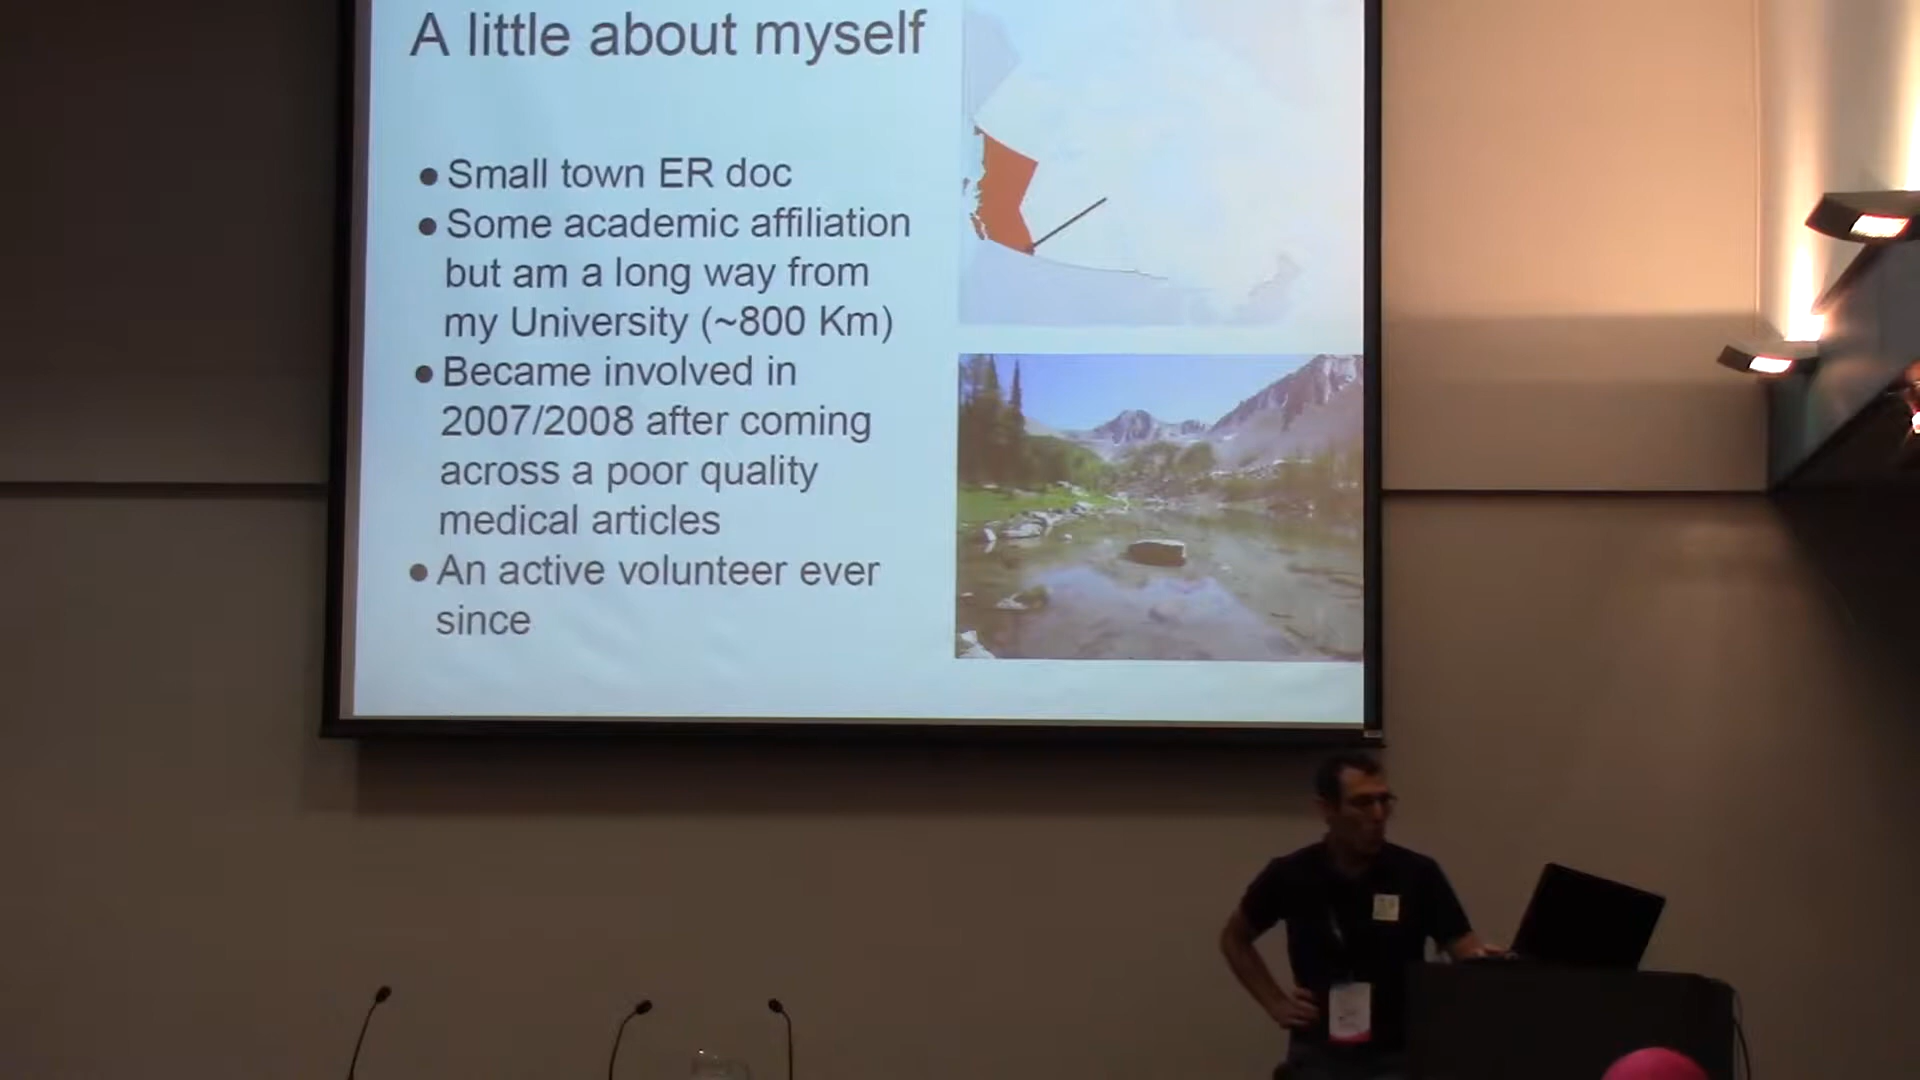 A little about myself
● Small town ER doc
● Some academic affiliation
but am a long way from
my University (~800 Km)
● Became involved in
2007/2008 after coming
across a poor quality
medical articles
● An active volunteer ever
since